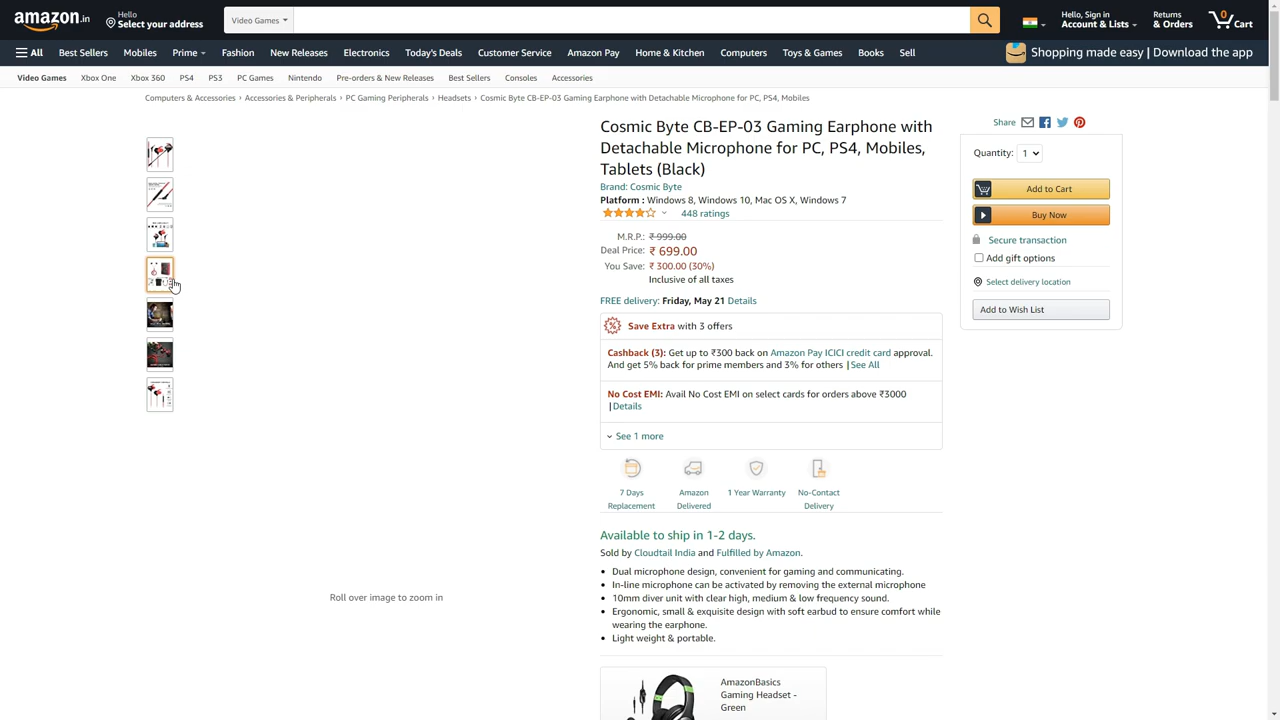 amazon.in
Hello
Select your address
Video Games
Hello, Sign in
Account & Lists
Returns
& Orders
0
Cart
All
Best Sellers
Mobiles
Prime
Fashion
New Releases
Electronics
Today's Deals
Customer Service
Amazon Pay
Home & Kitchen
Computers
Toys & Games
Books
Sell
Shopping made easy | Download the app
Video Games
Xbox One
Xbox 360
PS4
PS3
PC Games
Nintendo
Pre-orders & New Releases
Best Sellers
Consoles
Accessories
Computers & Accessories › Accessories & Peripherals › PC Gaming Peripherals › Headsets › Cosmic Byte CB-EP-03 Gaming Earphone with Detachable Microphone for PC, PS4, Mobiles
Cosmic Byte CB-EP-03 Gaming Earphone with
Detachable Microphone for PC, PS4, Mobiles,
Tablets (Black)
Brand: Cosmic Byte
Platform : Windows 8, Windows 10, Mac OS X, Windows 7
448 ratings
M.R.P.: ₹ 999.00
Deal Price: ₹ 699.00
You Save: ₹ 300.00 (30%)
Inclusive of all taxes
FREE delivery: Friday, May 21 Details
Save Extra with 3 offers
Cashback (3): Get up to ₹300 back on Amazon Pay ICICI credit card approval.
And get 5% back for prime members and 3% for others | See All
No Cost EMI: Avail No Cost EMI on select cards for orders above ₹3000
| Details
See 1 more
7 Days
Replacement
Amazon
Delivered
1 Year Warranty
No-Contact
Delivery
Available to ship in 1-2 days.
Sold by Cloudtail India and Fulfilled by Amazon.
• Dual microphone design, convenient for gaming and communicating.
• In-line microphone can be activated by removing the external microphone
• 10mm diver unit with clear high, medium & low frequency sound.
• Ergonomic, small & exquisite design with soft earbud to ensure comfort while
wearing the earphone.
• Light weight & portable.
AmazonBasics
Gaming Headset -
Green
Roll over image to zoom in
Share
Quantity: 1
Add to Cart
Buy Now
Secure transaction
Add gift options
Select delivery location
Add to Wish List